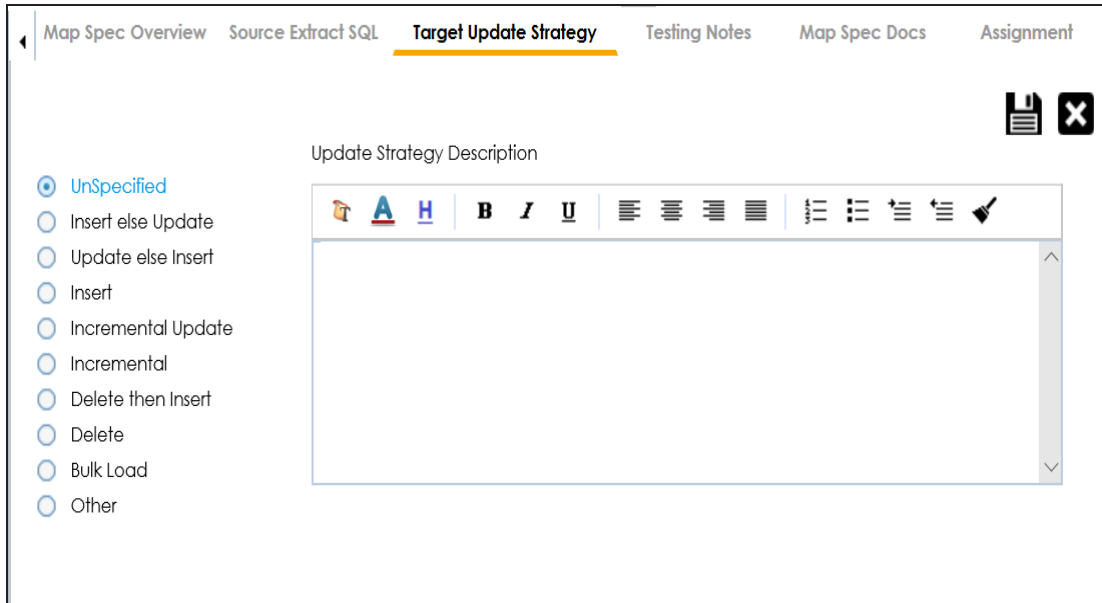 Map Spec Overview Source Extract SQL Target Update Strategy Testing Notes Map Spec Docs Assignment
Update Strategy Description
UnSpecified
Insert else Update
Update else Insert
Insert
Incremental Update
Incremental
Delete then Insert
Delete
Bulk Load
Other
T A H B I U